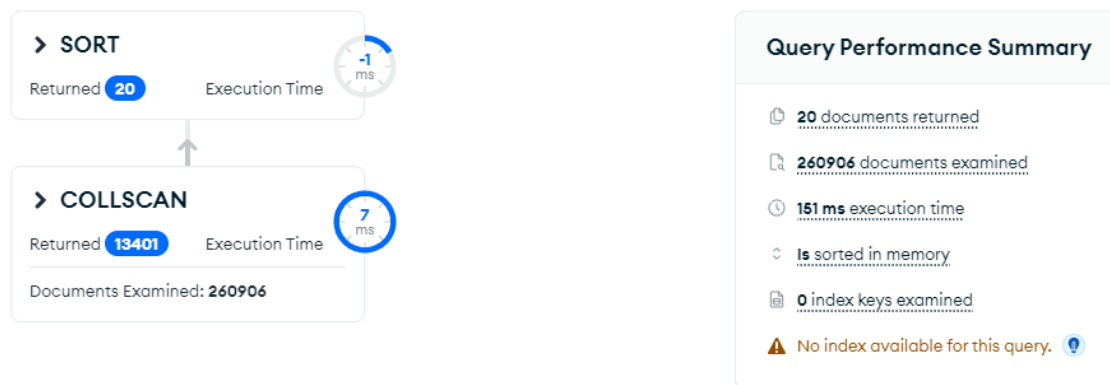 SORT
Returned 20 Execution Time
-1
ms
COLLSCAN
Returned 13401 Execution Time
7
ms
Documents Examined: 260906
Query Performance Summary
20 documents returned
260906 documents examined
151 ms execution time
Is sorted in memory
0 index keys examined
No index available for this query.